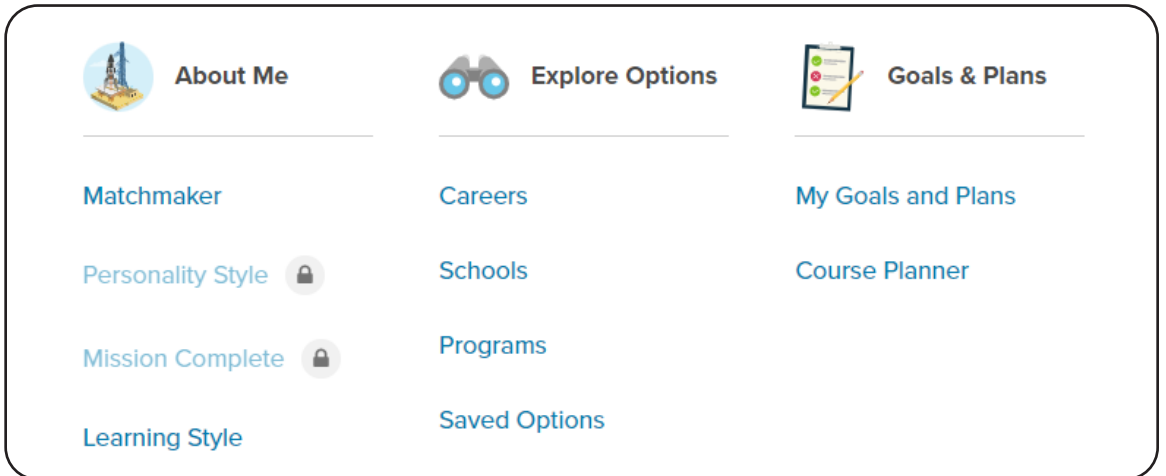 About Me
Matchmaker
Personality Style
Mission Complete
Learning Style
Explore Options
Careers
Schools
Programs
Saved Options
Goals & Plans
My Goals and Plans
Course Planner